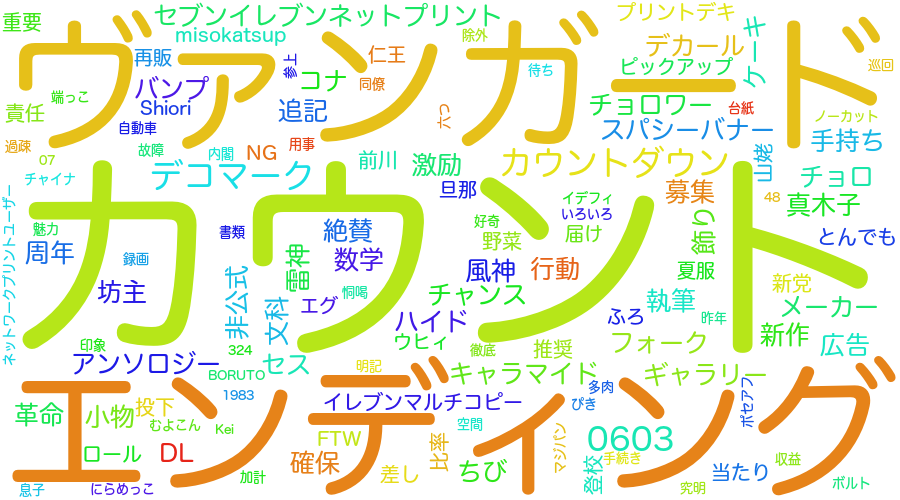 重要
セブンイレブンネットプリント
プリントデキ
misokatsup
除外
ヴァンガード
再販
参上
仁王
デカール
ケーキ
巡回
端っこ
バンプ
コナ
同僚
待ち
ピックアップ
責任
Shiori
追記
六つ
チョロワー
台紙
ノーカット
自動車
スパシーバナー
手持ち
過疎
07
故障
内閣
NG
用事
前川
激励
カウントダウン
山姥
チャイナ
デコマーク
旦那
イデフィ
募集
チョロ
48
真木子
ネットワークプリントユーザー
魅力
カウント
書類
絶賛
好奇
いろいろ
野菜
届け
飾り
とんでも
周年
録画
雷神
数学
風神
行動
夏服
新党
坊主
非公式
文科
エグ
恫喝
チャンス
執筆
メーカー
ハイド
ふろ
昨年
印象
324
ウヒィ
徹底
推奨
フォーク
新作
広告
アンソロジー
セス
明記
BORUTO
キャラマイド
ギャラリー
エンディング
1983
イレブンマルチコピー
多肉
ぴき
ポセアフ
革命
小物
投下
むよこん
Kei
FTW
空間
0603
ロール
DL
確保
比率
マジパン
手続き
登校
当たり
収益
息子
にらめっこ
加計
差し
ちび
究明
ボルト